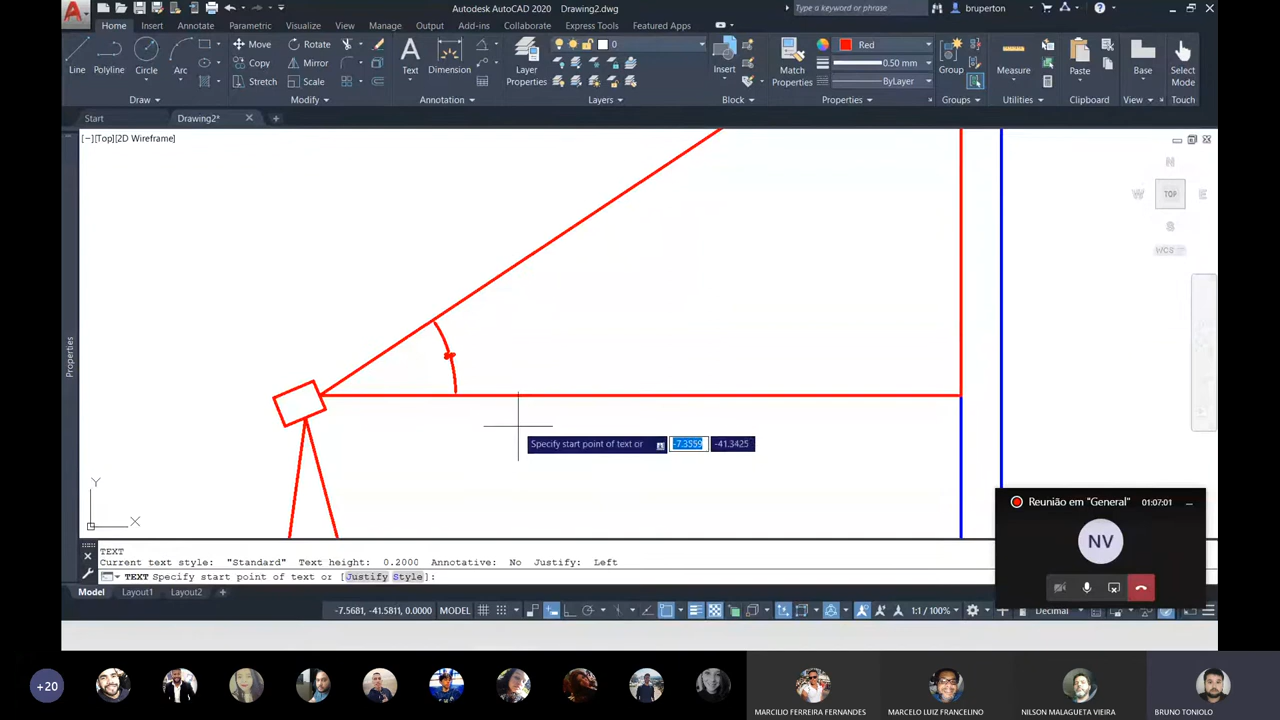 Autodesk AutoCAD 2020 Drawing2.dwg
Type a keyword or phrase
bruperton
Home Insert Annotate Parametric Visualize View Manage Output Add-ins Collaborate Express Tools Featured Apps
Line Polyline Circle Arc
Move Rotate
Copy Mirror
Stretch Scale
Text Dimension
Layer Properties
0
Insert
Match Properties
Red
0.50 mm
ByLayer
Group
Measure
Paste
Base
Select Mode
Draw Modify Annotation Layers Block Properties Groups Utilities Clipboard View Touch
Start Drawing2*
[−][Top][2D Wireframe]
N
W TOP E
S
WCS
Properties
Specify start point of text or -7.3559 -41.3425
Y
X
TEXT
Current text style: "Standard" Text height: 0.2000 Annotative: No Justify: Left
TEXT Specify start point of text or [Justify Style]:
Model Layout1 Layout2
-7.5681, -41.5811, 0.0000 MODEL 1:1 / 100% Decimal
Reunião em "General" 01:07:01
NV
+20
MARCILIO FERREIRA FERNANDES MARCELO LUIZ FRANCELINO NILSON MALAGUETA VIEIRA BRUNO TONIOLO